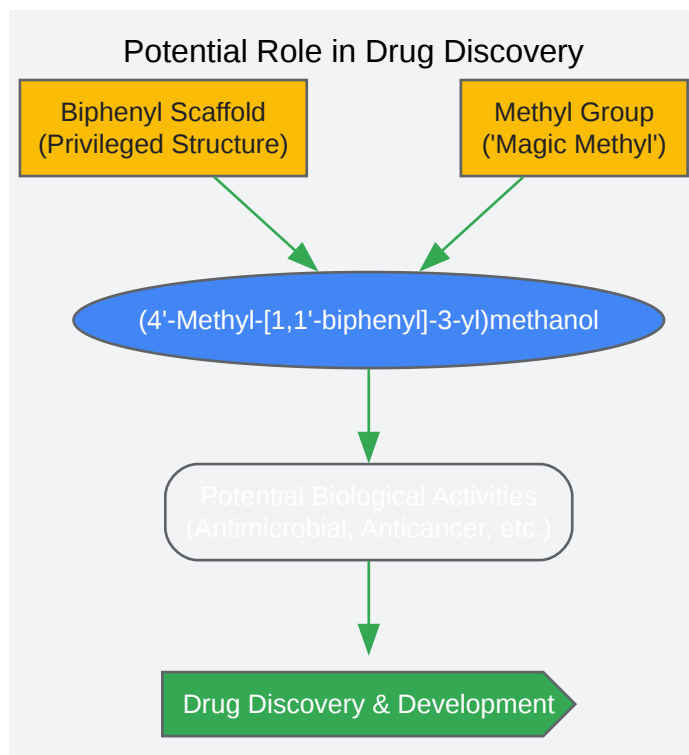 Potential Role in Drug Discovery
Biphenyl Scaffold
(Privileged Structure)
Methyl Group
('Magic Methyl')
(4'-Methyl-[1,1'-biphenyl]-3-yl)methanol
Potential Biological Activities
(Antimicrobial, Anticancer, etc.)
Drug Discovery & Development